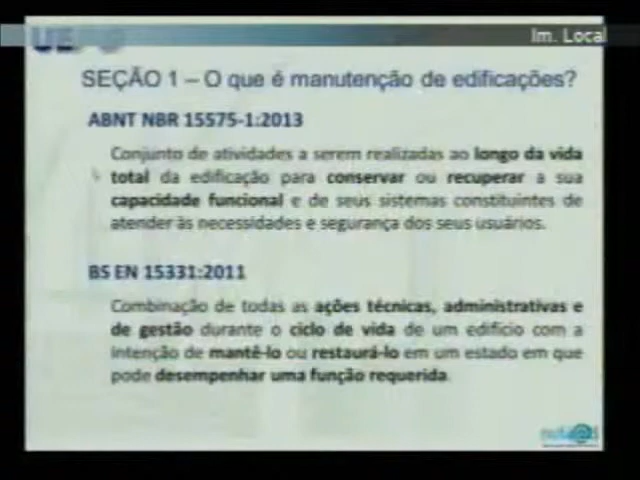 Im. Local
SEÇÃO 1 – O que é manutenção de edificações?
ABNT NBR 15575-1:2013
Conjunto de atividades a serem realizadas ao longo da vida
total da edificação para conservar ou recuperar a sua
capacidade funcional e de seus sistemas constituintes de
atender às necessidades e segurança dos seus usuários.
BS EN 15331:2011
Combinação de todas as ações técnicas, administrativas e
de gestão durante o ciclo de vida de um edifício com a
intenção de mantê-lo ou restaurá-lo em um estado em que
pode desempenhar uma função requerida.